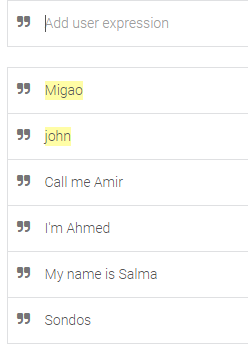 Add user expression
Migao
john
Call me Amir
I'm Ahmed
My name is Salma
Sondos